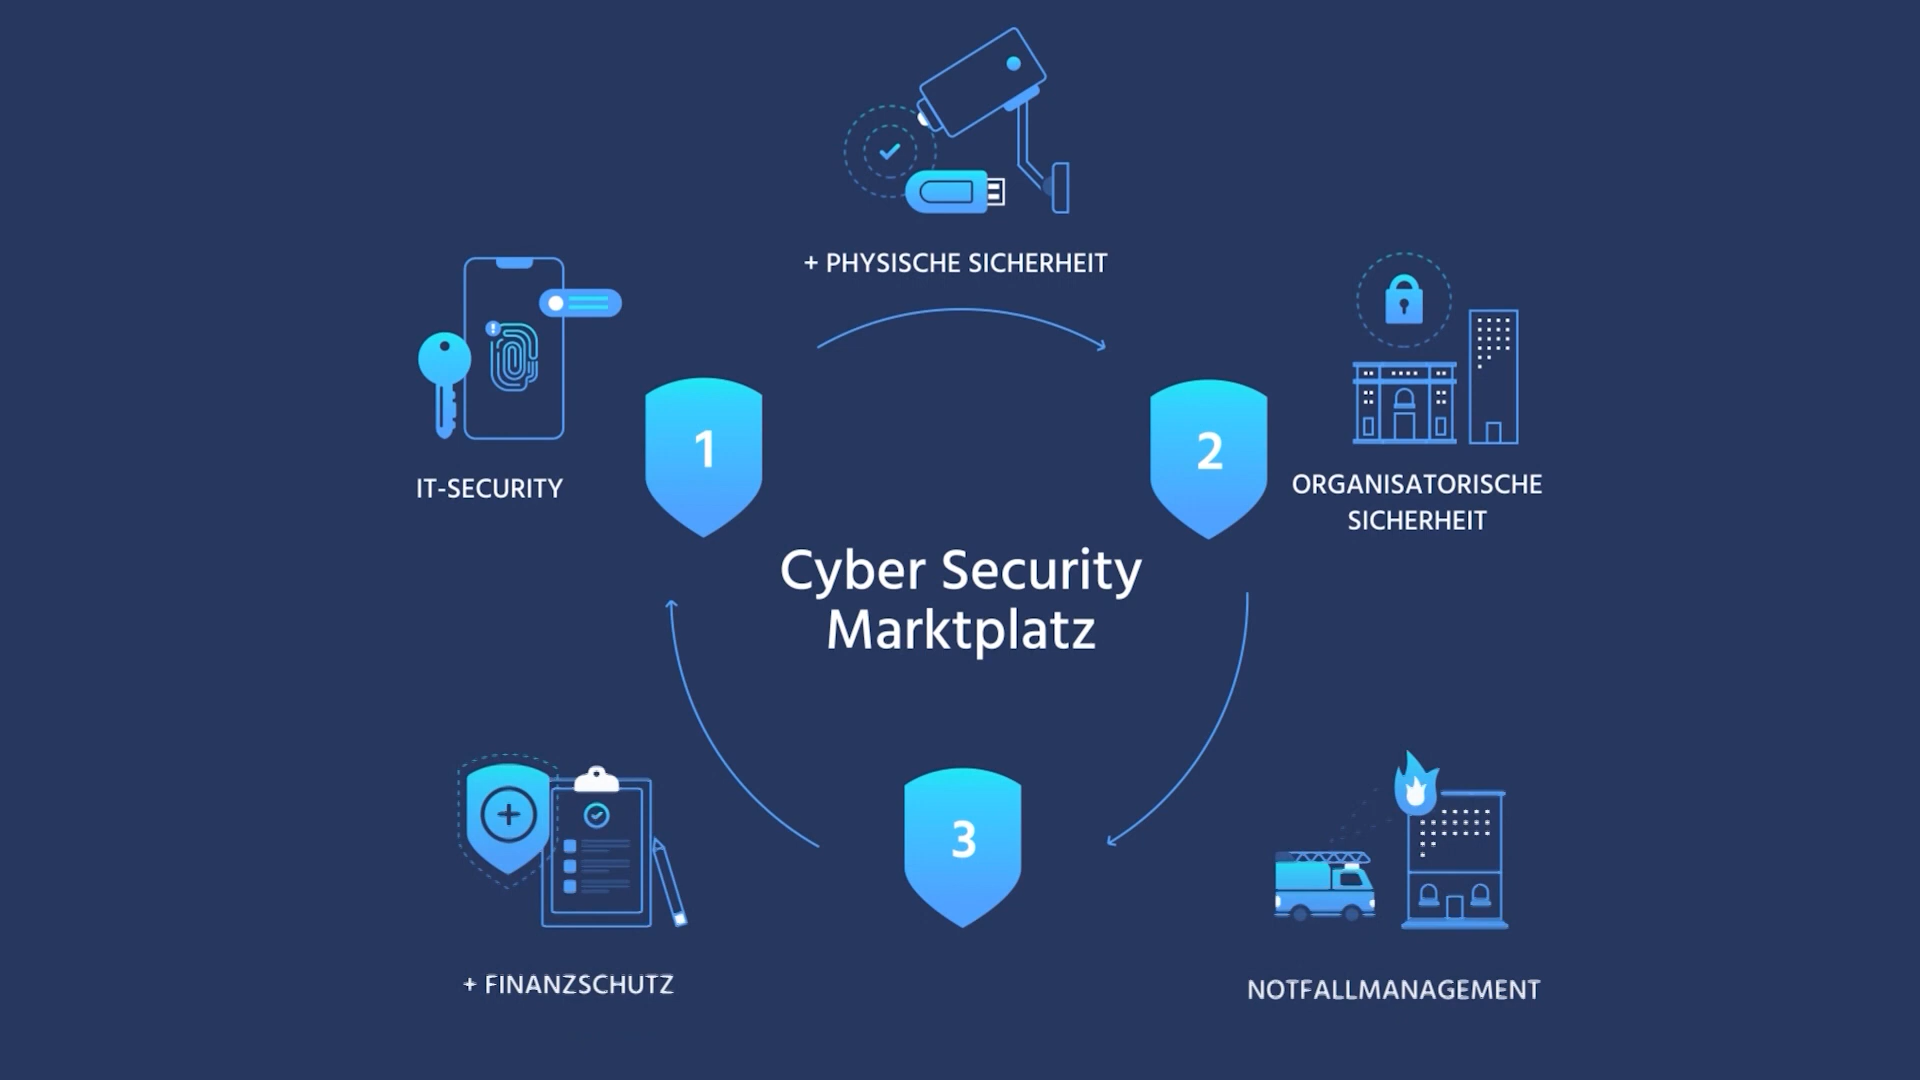 + PHYSISCHE SICHERHEIT
IT-SECURITY
1
2
ORGANISATORISCHE
SICHERHEIT
Cyber Security
Marktplatz
3
+ FINANZSCHUTZ
NOTFALLMANAGEMENT